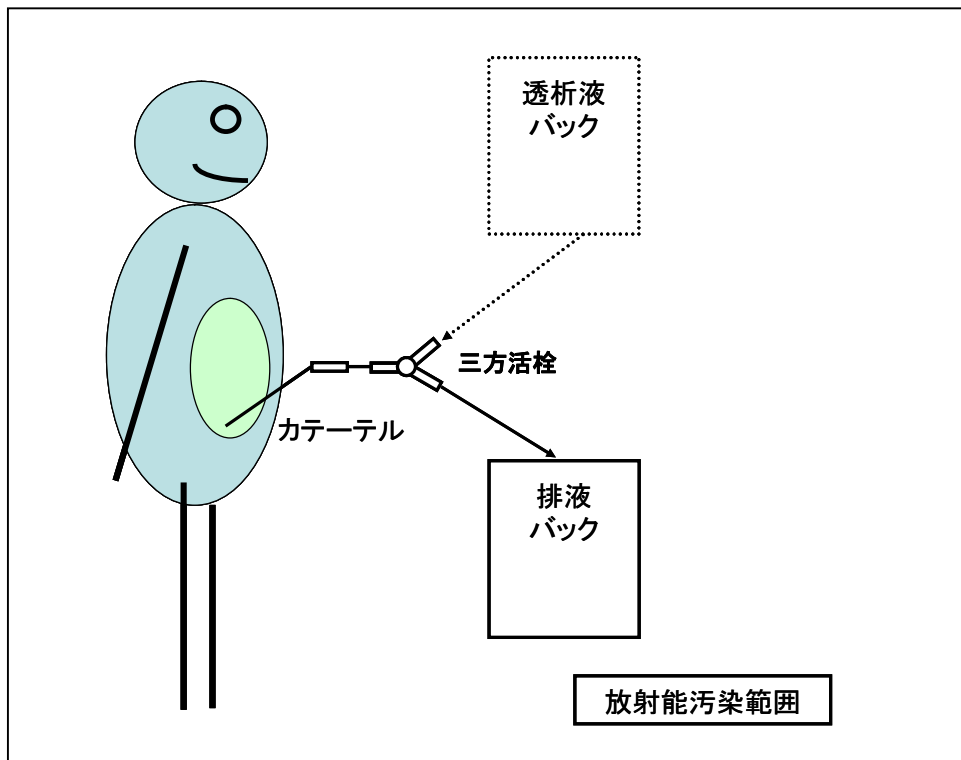 透析液
バック
三方活栓
カテーテル
排液
バック
放射能汚染範囲